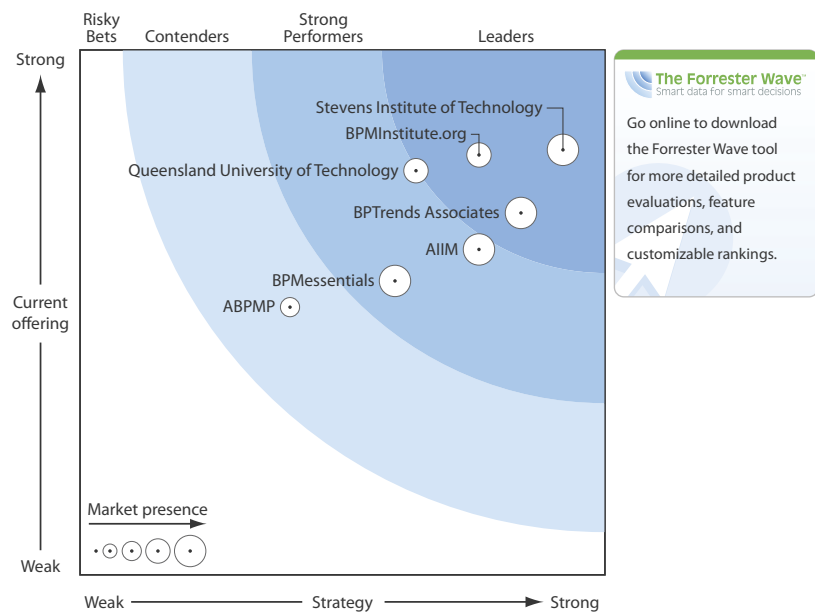 Risky
Bets
Contenders
Strong
Performers
Leaders
Strong
Current
offering
Weak
Stevens Institute of Technology
BPMInstitute.org
Queensland University of Technology
BPTrends Associates
AIIM
BPMessentials
ABPMP
Market presence
Weak
Strategy
Strong
The Forrester Wave™
Smart data for smart decisions
Go online to download
the Forrester Wave tool
for more detailed product
evaluations, feature
comparisons, and
customizable rankings.